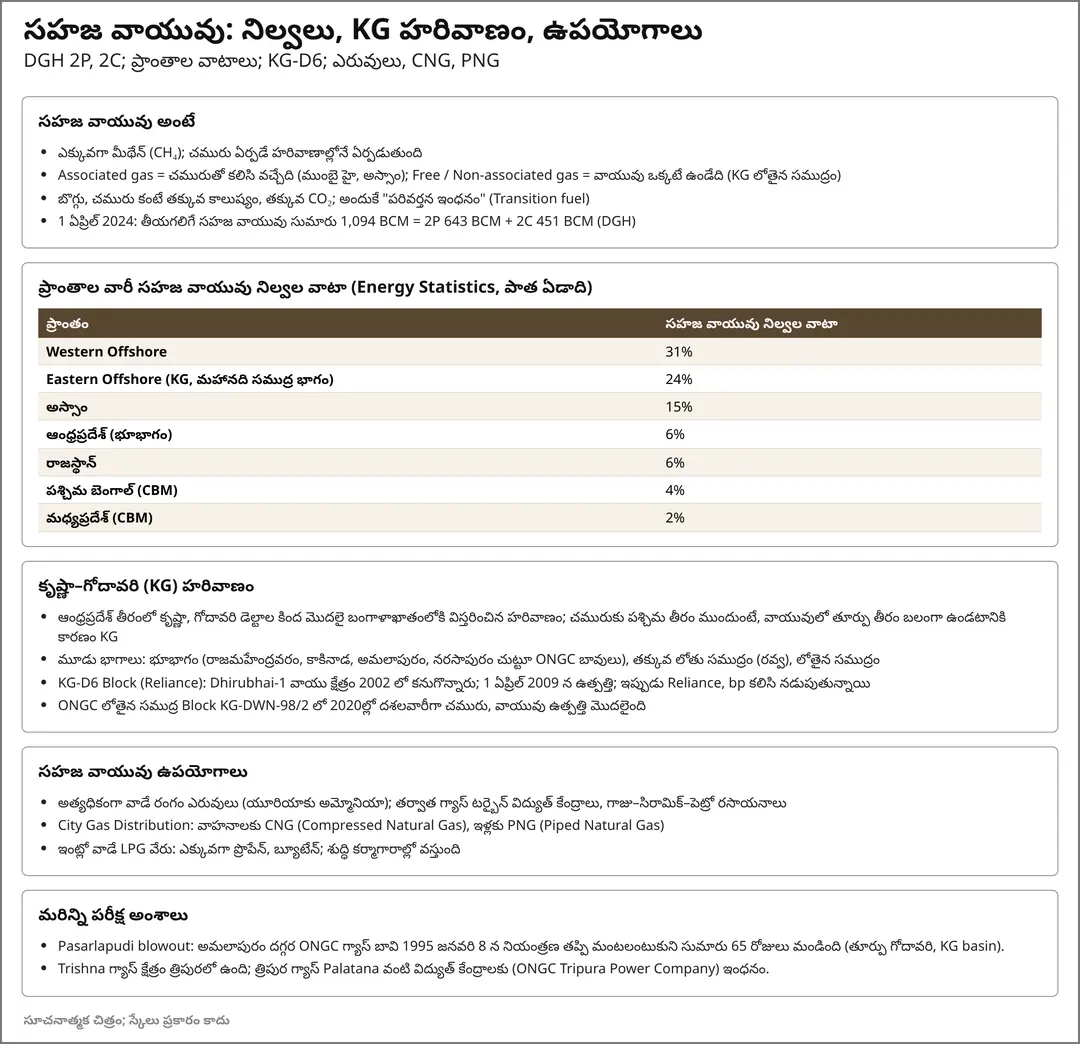 సహజ వాయువు: నిల్వలు, KG హరివాణం, ఉపయోగాలు
DGH 2P, 2C; ప్రాంతాల వాటాలు; KG-D6; ఎరువులు, CNG, PNG
సహజ వాయువు అంటే
• ఎక్కువగా మీథేన్ (CH₄); చమురు ఏర్పడే హరివాణాల్లోనే ఏర్పడుతుంది
• Associated gas = చమురుతో కలిసి వచ్చేది (ముంబై హై, అస్సాం); Free / Non-associated gas = వాయువు ఒక్కటే ఉండేది (KG లోతైన సముద్రం)
• బొగ్గు, చమురు కంటే తక్కువ కాలుష్యం, తక్కువ CO₂; అందుకే "పరివర్తన ఇంధనం" (Transition fuel)
• 1 ఏప్రిల్ 2024: తీయగలిగే సహజ వాయువు సుమారు 1,094 BCM = 2P 643 BCM + 2C 451 BCM (DGH)
ప్రాంతాల వారీ సహజ వాయువు నిల్వల వాటా (Energy Statistics, పాత ఏడాది)
ప్రాంతం సహజ వాయువు నిల్వల వాటా
Western Offshore 31%
Eastern Offshore (KG, మహానది సముద్ర భాగం) 24%
అస్సాం 15%
ఆంధ్రప్రదేశ్ (భూభాగం) 6%
రాజస్థాన్ 6%
పశ్చిమ బెంగాల్ (CBM) 4%
మధ్యప్రదేశ్ (CBM) 2%
కృష్ణా–గోదావరి (KG) హరివాణం
• ఆంధ్రప్రదేశ్ తీరంలో కృష్ణా, గోదావరి డెల్టాల కింద మొదలై బంగాళాఖాతంలోకి విస్తరించిన హరివాణం; చమురుకు పశ్చిమ తీరం ముందుంటే, వాయువులో తూర్పు తీరం బలంగా ఉండటానికి
కారణం KG
• మూడు భాగాలు: భూభాగం (రాజమహేంద్రవరం, కాకినాడ, అమలాపురం, నరసాపురం చుట్టూ ONGC బావులు), తక్కువ లోతు సముద్రం (రవ్వ), లోతైన సముద్రం
• KG-D6 Block (Reliance): Dhirubhai-1 వాయు క్షేత్రం 2002 లో కనుగొన్నారు; 1 ఏప్రిల్ 2009 న ఉత్పత్తి; ఇప్పుడు Reliance, bp కలిసి నడుపుతున్నాయి
• ONGC లోతైన సముద్ర Block KG-DWN-98/2 లో 2020ల్లో దశలవారీగా చమురు, వాయువు ఉత్పత్తి మొదలైంది
సహజ వాయువు ఉపయోగాలు
• అత్యధికంగా వాడే రంగం ఎరువులు (యూరియాకు అమ్మోనియా); తర్వాత గ్యాస్ టర్బైన్ విద్యుత్ కేంద్రాలు, గాజు–సిరామిక్–పెట్రో రసాయనాలు
• City Gas Distribution: వాహనాలకు CNG (Compressed Natural Gas), ఇళ్లకు PNG (Piped Natural Gas)
• ఇంట్లో వాడే LPG వేరు: ఎక్కువగా ప్రొపేన్, బ్యూటేన్; శుద్ధి కర్మాగారాల్లో వస్తుంది
మరిన్ని పరీక్ష అంశాలు
• Pasarlapudi blowout: అమలాపురం దగ్గర ONGC గ్యాస్ బావి 1995 జనవరి 8 న నియంత్రణ తప్పి మంటలంటుకుని సుమారు 65 రోజులు మండింది (తూర్పు గోదావరి, KG basin).
• Trishna గ్యాస్ క్షేత్రం త్రిపురలో ఉంది; త్రిపుర గ్యాస్ Palatana వంటి విద్యుత్ కేంద్రాలకు (ONGC Tripura Power Company) ఇంధనం.
సూచనాత్మక చిత్రం; స్కేలు ప్రకారం కాదు